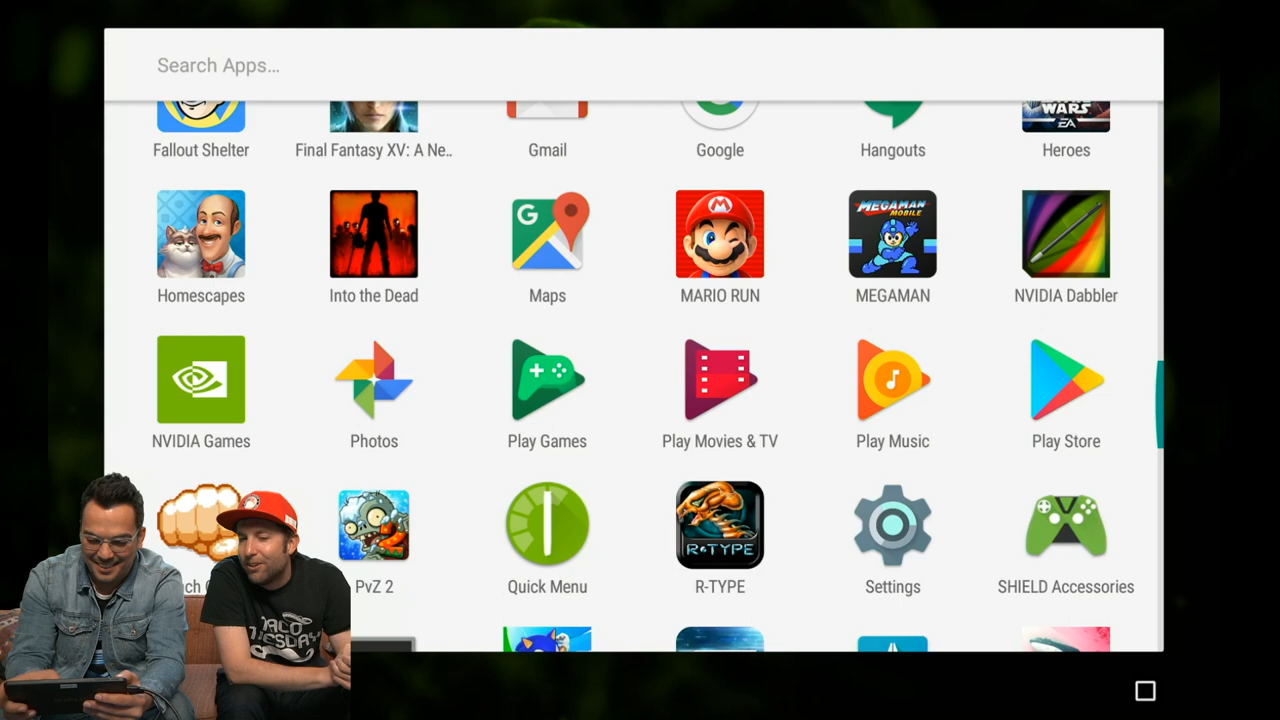 Search Apps...
WARS
EA
Fallout Shelter
Final Fantasy XV: A Ne..
Gmail
Google
Hangouts
Heroes
G
M
MEGAMAN
MOBILE
Homescapes
Into the Dead
Maps
MARIO RUN
MEGAMAN
NVIDIA Dabbler
NVIDIA Games
Photos
Play Games
Play Movies & TV
Play Music
Play Store
R-TYPE
PvZ 2
Quick Menu
R-TYPE
Settings
SHIELD Accessories
TUESDAY